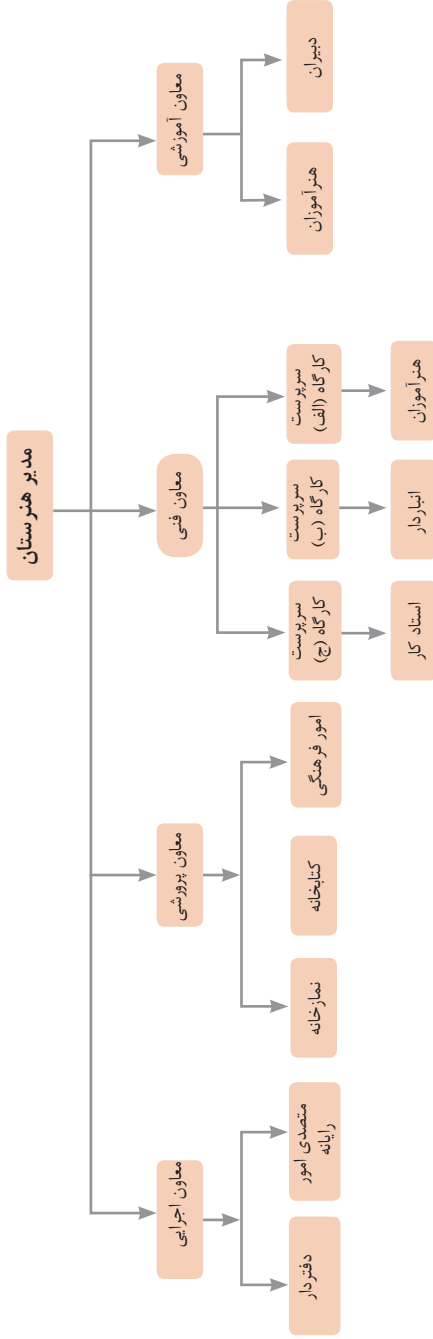 مدیر هنرستان
معاون آموزشی
معاون فنی
معاون پرورشی
معاون اجرایی
دبیران
هنرآموزان
سرپرست
کارگاه (الف)
سرپرست
کارگاه (ب)
سرپرست
کارگاه (ج)
امور فرهنگی
کتابخانه
نمازخانه
متصدی امور
رایانه
دفتردار
هنرآموزان
انباردار
استاد کار